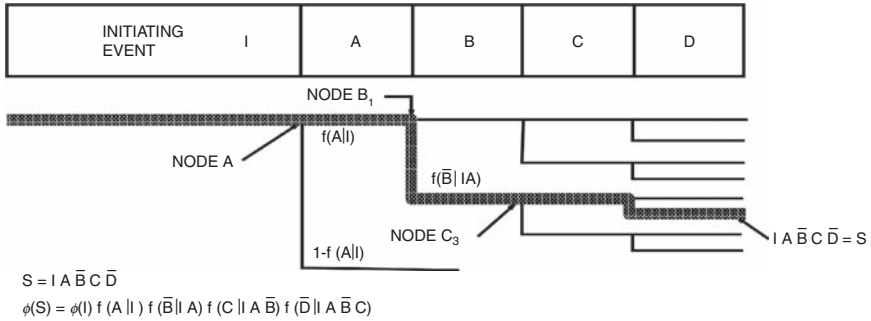 INITIATING
EVENT I A B C D
NODE B₁
f(A|I)
NODE A
f(B̅| IA)
NODE C₃
I A B̅ C D̅ = S
1-f (A|I)
S = I A B̅ C D̅
ϕ(S) = ϕ(I) f (A |I ) f (B̅|I A) f (C |I A B̅) f (D̅|I A B̅ C)